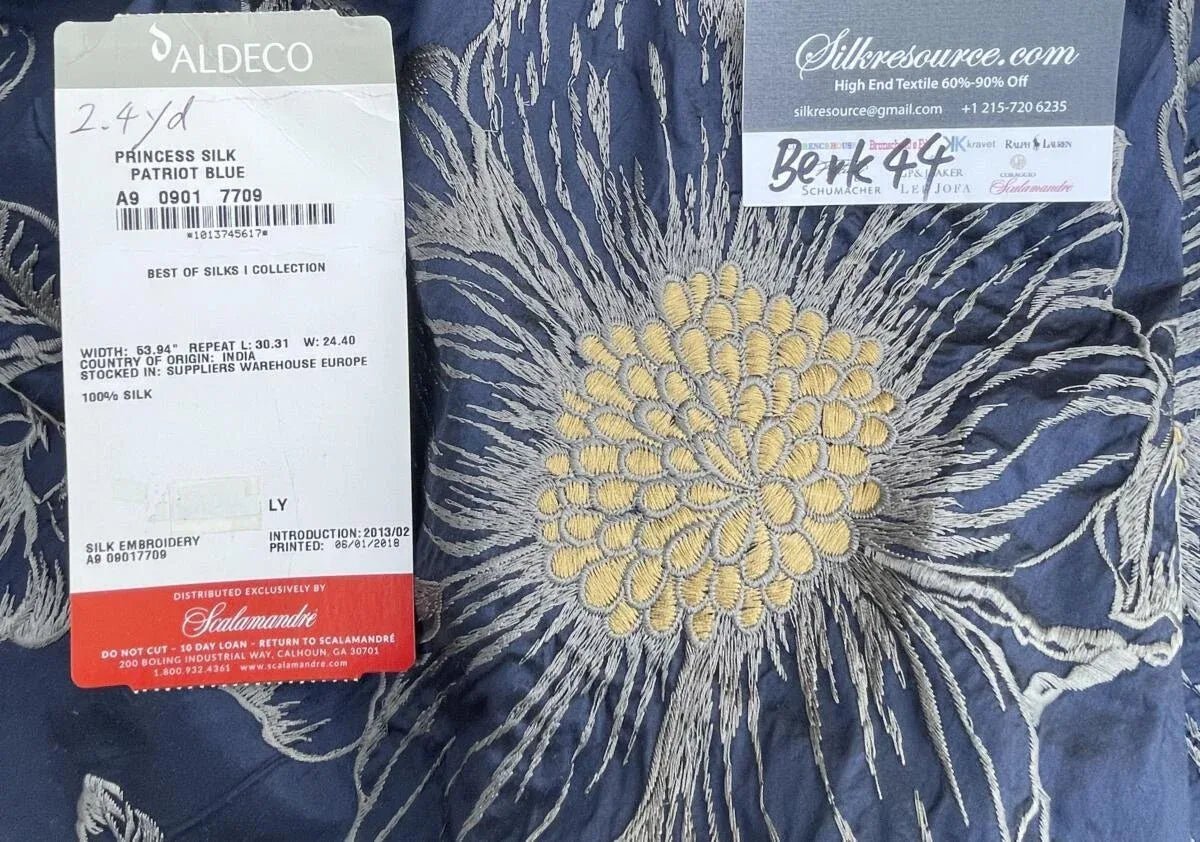 ALDECO
2.4yd
PRINCESS SILK
PATRIOT BLUE
A9 0901 7709
*1013745617*
BEST OF SILKS I COLLECTION
WIDTH: 53.94" REPEAT L: 30.31 W: 24.40
COUNTRY OF ORIGIN: INDIA
STOCKED IN: SUPPLIERS WAREHOUSE EUROPE
100% SILK
LY
SILK EMBROIDERY
A9 09017709
INTRODUCTION: 2013/02
PRINTED: 06/01/2018
DISTRIBUTED EXCLUSIVELY BY
Scalamandré
DO NOT CUT - 10 DAY LOAN - RETURN TO SCALAMANDRÉ
200 BOLING INDUSTRIAL WAY, CALHOUN, GA 30701
1.800.932.4361 www.scalamandre.com
Silkresource.com
High End Textile 60%-90% Off
silkresource@gmail.com +1 215-720 6235
kravet RALPH LAUREN
Berk44
SCHUMACHER LEE JOFA Scalamandré